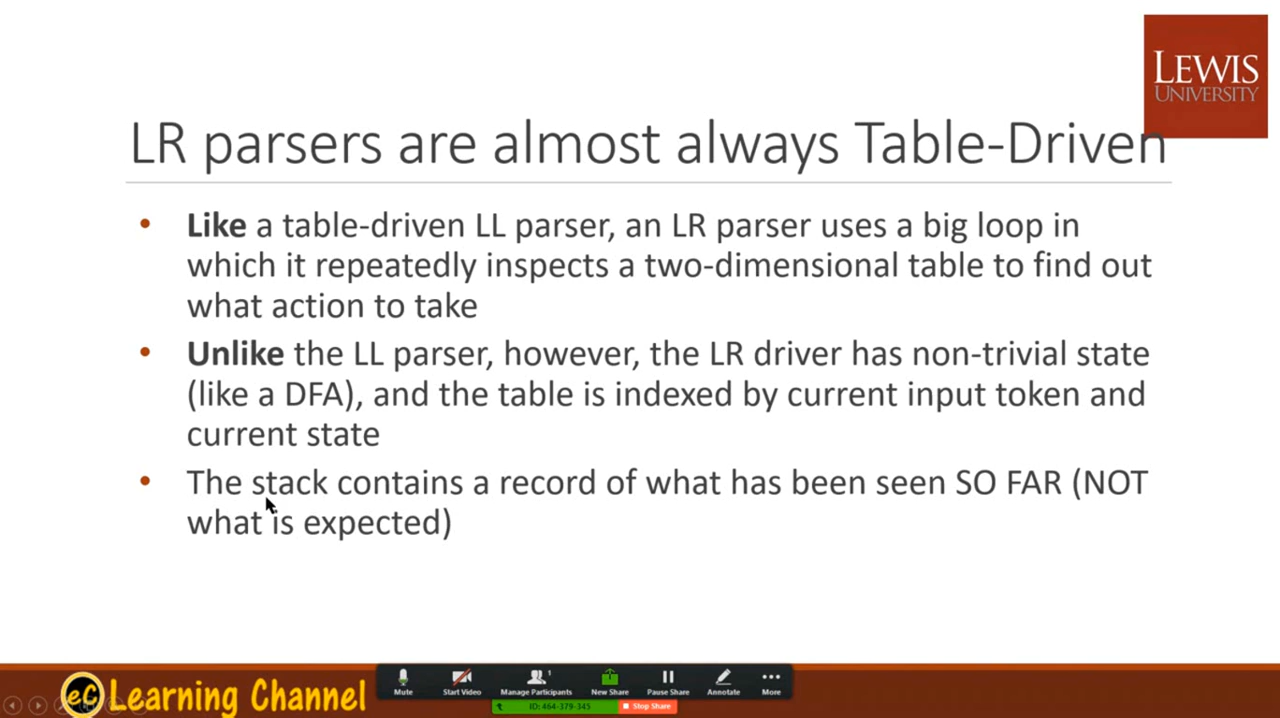 LEWIS
UNIVERSITY
LR parsers are almost always Table-Driven
• Like a table-driven LL parser, an LR parser uses a big loop in
which it repeatedly inspects a two-dimensional table to find out
what action to take
• Unlike the LL parser, however, the LR driver has non-trivial state
(like a DFA), and the table is indexed by current input token and
current state
• The stack contains a record of what has been seen SO FAR (NOT
what is expected)
eC Learning Channel
Mute Start Video Manage Participants 1 New Share Pause Share Annotate More
ID: 464-379-345 Stop Share